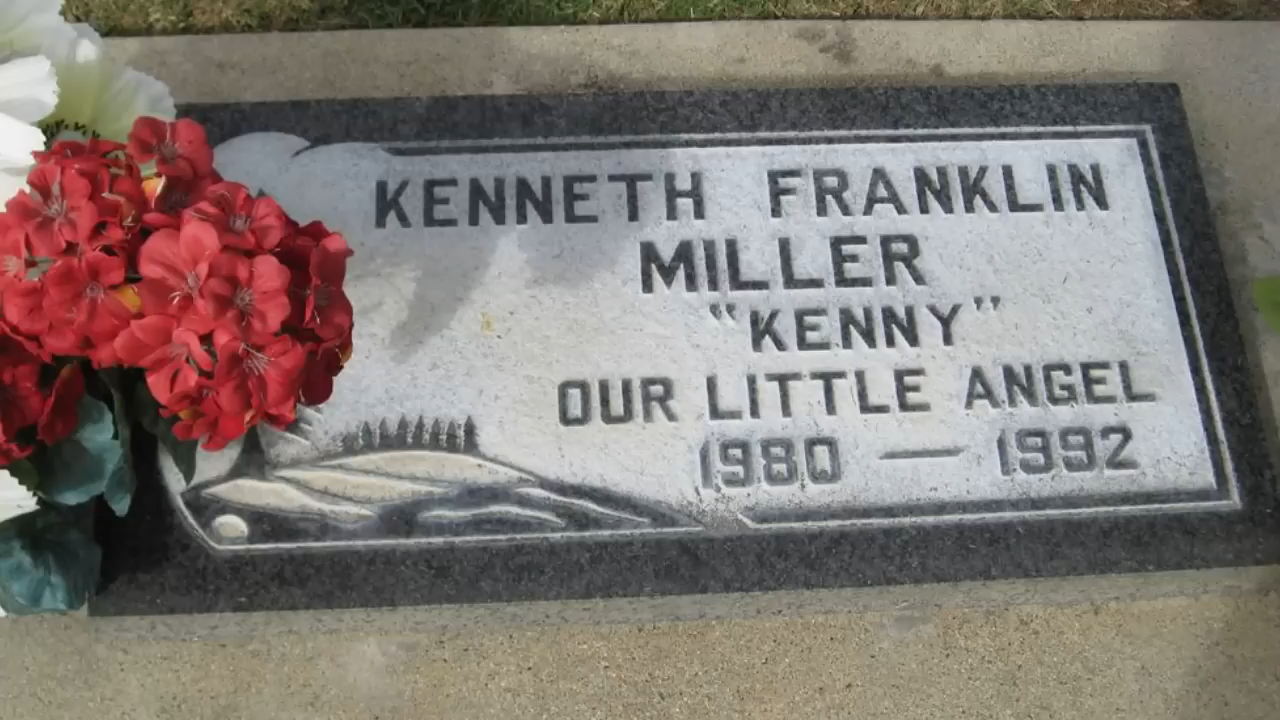 KENNETH FRANKLIN
MILLER
"KENNY"
OUR LITTLE ANGEL
1980 — 1992